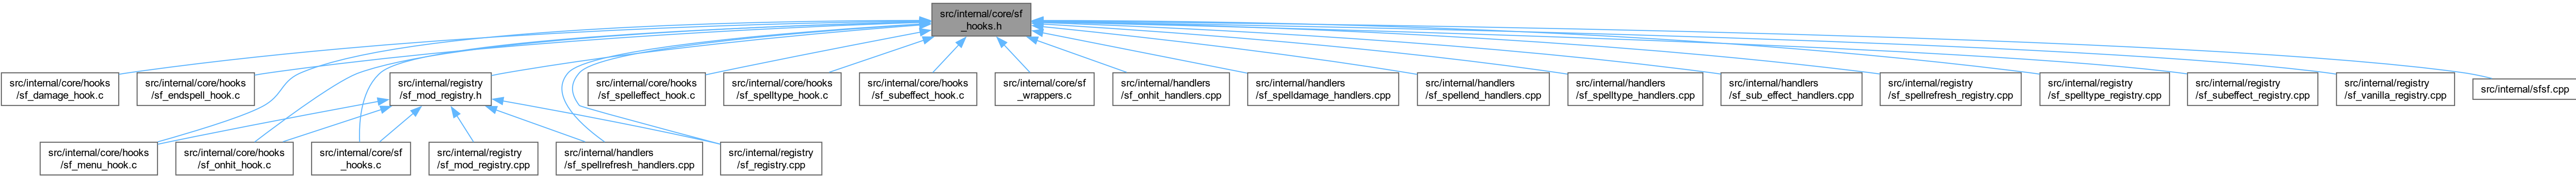 src/internal/core/sf
_hooks.h
src/internal/core/hooks
/sf_damage_hook.c
src/internal/core/hooks
/sf_endspell_hook.c
src/internal/registry
/sf_mod_registry.h
src/internal/core/hooks
/sf_spelleffect_hook.c
src/internal/core/hooks
/sf_spelltype_hook.c
src/internal/core/hooks
/sf_subeffect_hook.c
src/internal/core/sf
_wrappers.c
src/internal/handlers
/sf_onhit_handlers.cpp
src/internal/handlers
/sf_spelldamage_handlers.cpp
src/internal/handlers
/sf_spellend_handlers.cpp
src/internal/handlers
/sf_spelltype_handlers.cpp
src/internal/handlers
/sf_sub_effect_handlers.cpp
src/internal/registry
/sf_spellrefresh_registry.cpp
src/internal/registry
/sf_spelltype_registry.cpp
src/internal/registry
/sf_subeffect_registry.cpp
src/internal/registry
/sf_vanilla_registry.cpp
src/internal/sfsf.cpp
src/internal/core/hooks
/sf_menu_hook.c
src/internal/core/hooks
/sf_onhit_hook.c
src/internal/core/sf
_hooks.c
src/internal/registry
/sf_mod_registry.cpp
src/internal/handlers
/sf_spellrefresh_handlers.cpp
src/internal/registry
/sf_registry.cpp